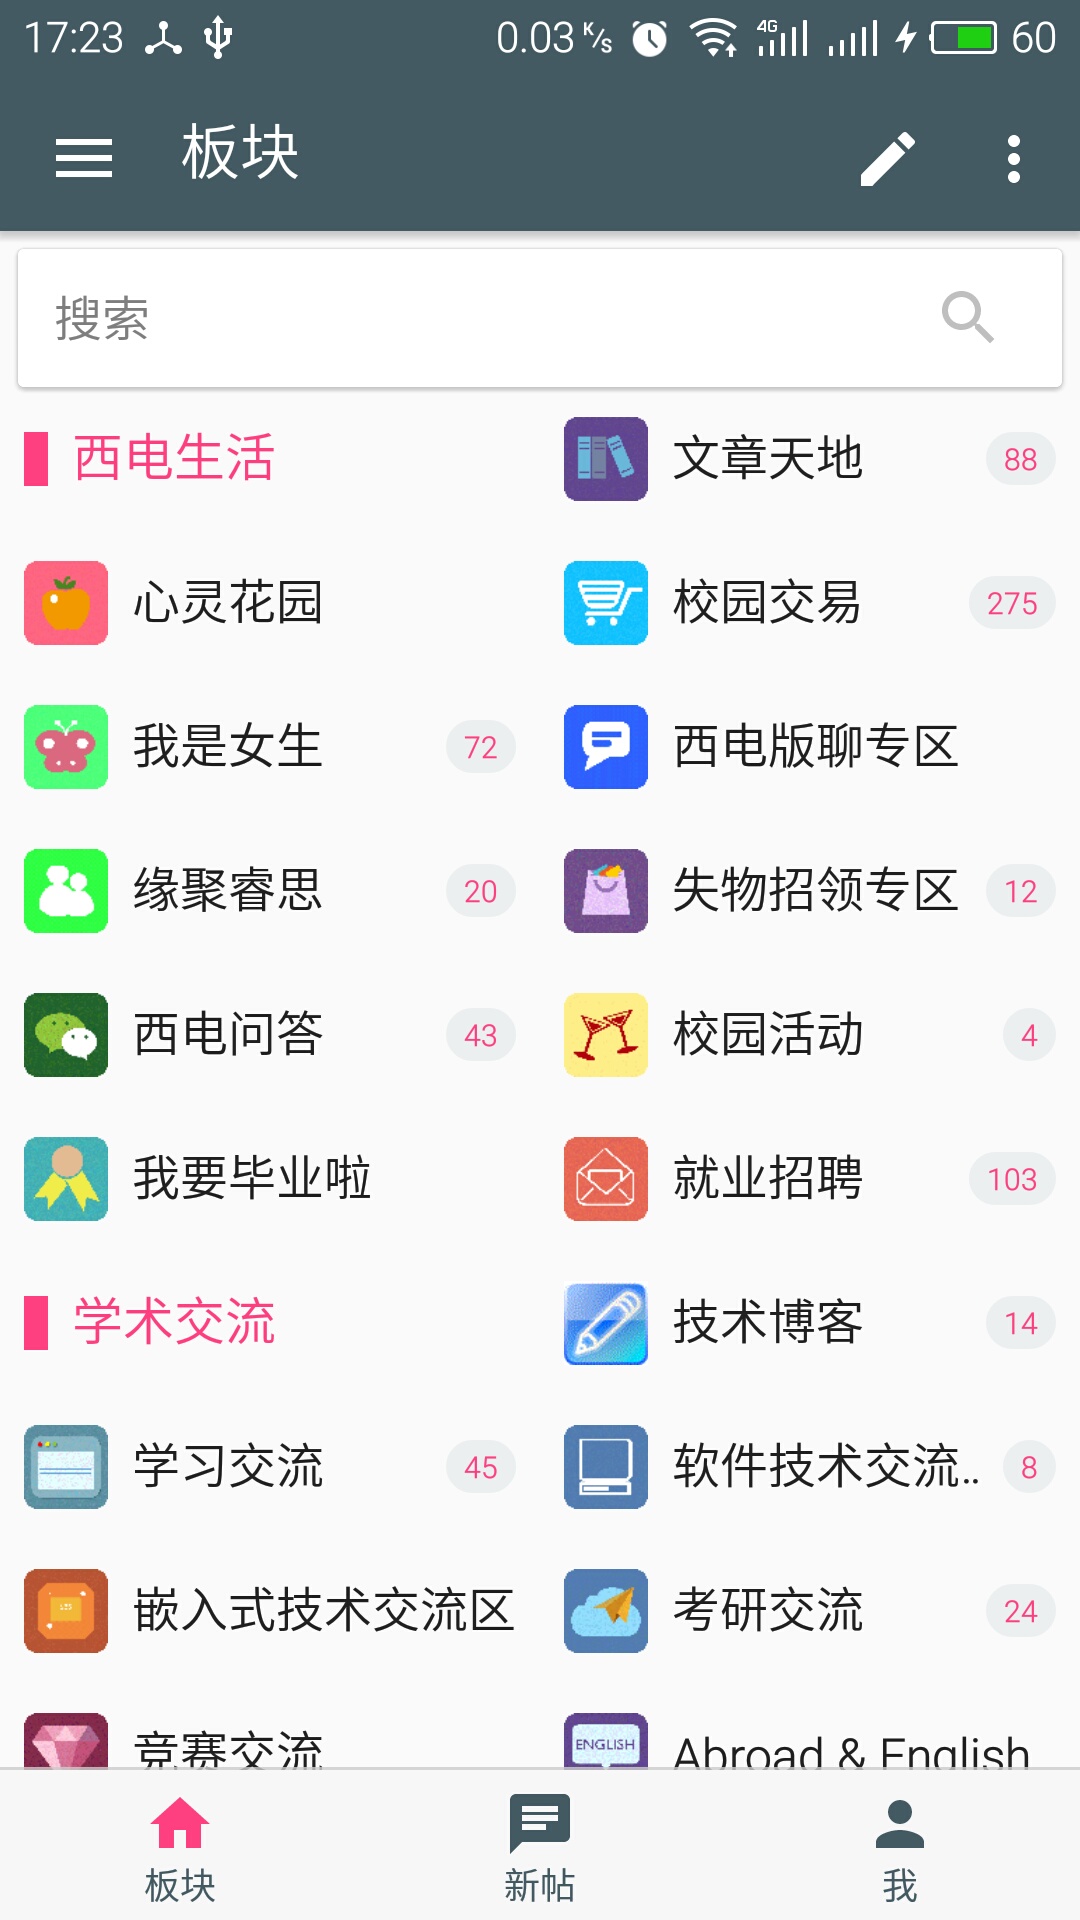 17:23
0.03 K/s
4G
60
板块
搜索
西电生活
文章天地 88
心灵花园
校园交易 275
我是女生 72
西电版聊专区
缘聚睿思 20
失物招领专区 12
西电问答 43
校园活动 4
我要毕业啦
就业招聘 103
学术交流
技术博客 14
学习交流 45
软件技术交流.. 8
嵌入式技术交流区
考研交流 24
竞赛交流
ENGLISH
Abroad & English
板块
新帖
我